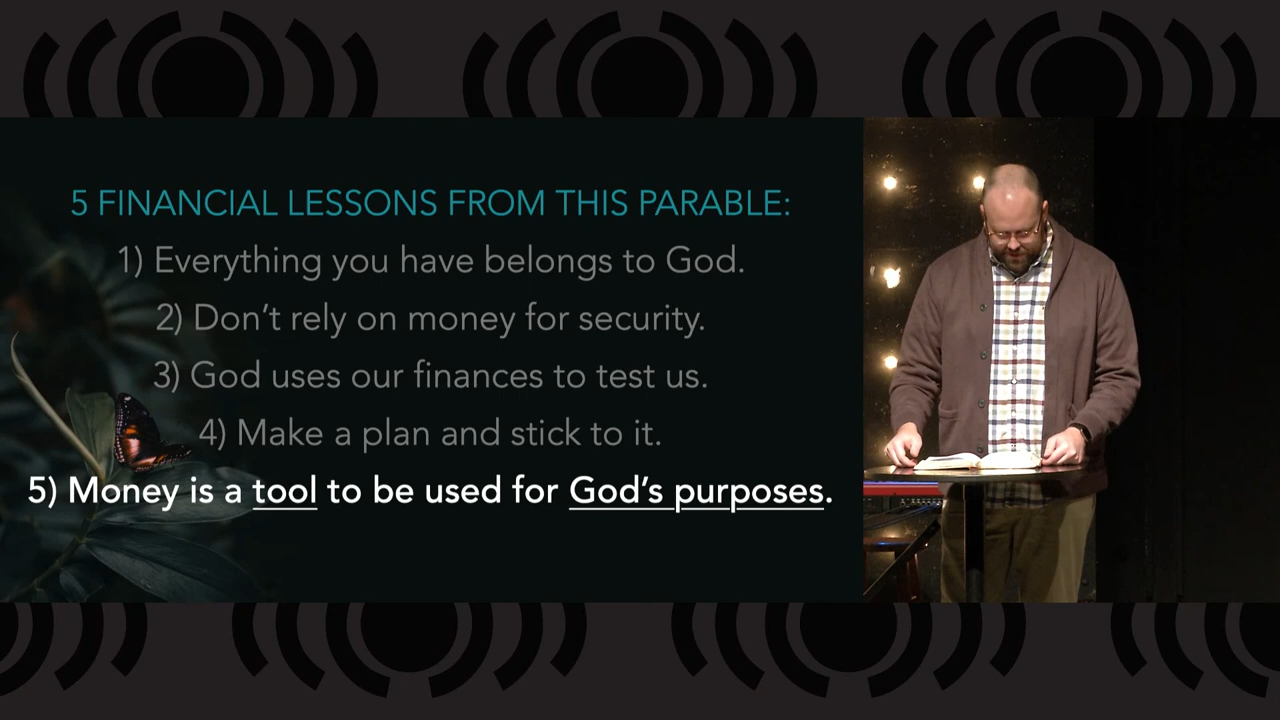 5 FINANCIAL LESSONS FROM THIS PARABLE:
1) Everything you have belongs to God.
2) Don't rely on money for security.
3) God uses our finances to test us.
4) Make a plan and stick to it.
5) Money is a tool to be used for God's purposes.